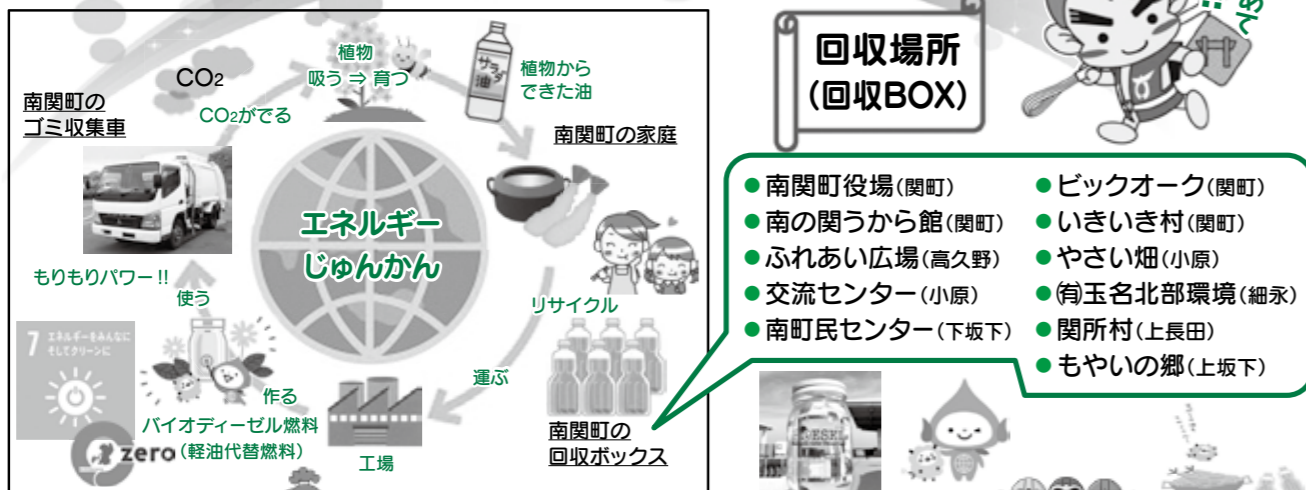 南関町の
ゴミ収集車
CO2
CO2がでる
植物
吸う ⇒ 育つ
サラダ
油
植物から
できた油
南関町の家庭
エネルギー
じゅんかん
もりもりパワー!!
使う
リサイクル
7 エネルギーをみんなに
そしてクリーンに
作る
運ぶ
バイオディーゼル燃料
(軽油代替燃料)
zero
工場
南関町の
回収ボックス
回収場所
(回収BOX)
●南関町役場(関町)
●南の関うから館(関町)
●ふれあい広場(高久野)
●交流センター(小原)
●南町民センター(下坂下)
●ビックオーク(関町)
●いきいき村(関町)
●やさい畑(小原)
●㈲玉名北部環境(細永)
●関所村(上長田)
●もやいの郷(上坂下)